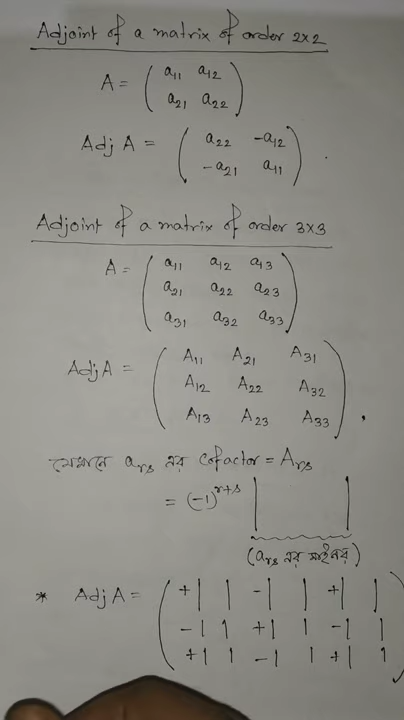 Adjoint of a matrix of order 2x2
A = ( a₁₁ a₁₂
a₂₁ a₂₂ )
Adj A = ( a₂₂ -a₁₂
-a₂₁ a₁₁ ) .
Adjoint of a matrix of order 3x3
A = ( a₁₁ a₁₂ a₁₃
a₂₁ a₂₂ a₂₃
a₃₁ a₃₂ a₃₃ )
Adj A = ( A₁₁ A₂₁ A₃₁
A₁₂ A₂₂ A₃₂
A₁₃ A₂₃ A₃₃ ) ,
যেখানে aᵣₛ এর cofactor = Aᵣₛ
= (-1)ʳ⁺ˢ | |
(aᵣₛ এর মাইনর)
* Adj A = ( +| | -| | +| |
-| | +| | -| |
+| | -| | +| | )